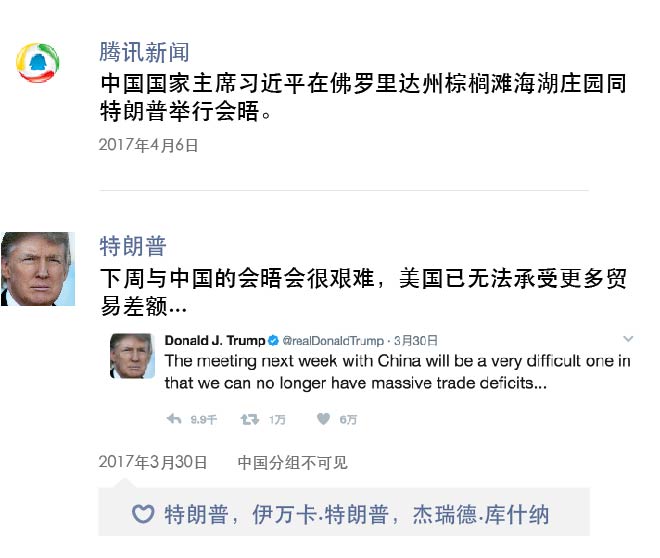 腾讯新闻
中国国家主席习近平在佛罗里达州棕榈滩海湖庄园同
特朗普举行会晤。
2017年4月6日
特朗普
下周与中国的会晤会很艰难，美国已无法承受更多贸
易差额...
Donald J. Trump @realDonaldTrump · 3月30日
The meeting next week with China will be a very difficult one in
that we can no longer have massive trade deficits...
9.9千 1万 6万
2017年3月30日 中国分组不可见
特朗普，伊万卡·特朗普，杰瑞德·库什纳